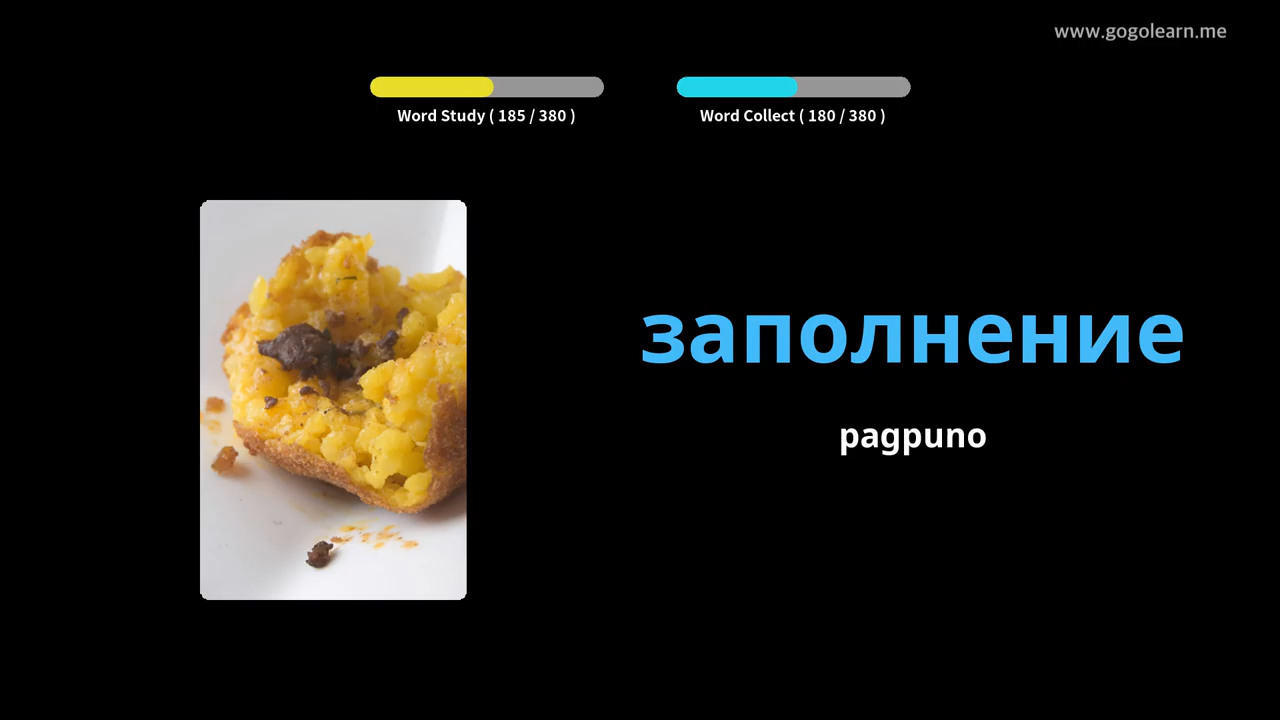 www.gogolearn.me
Word Study ( 185 / 380 )
Word Collect ( 180 / 380 )
заполнение
pagpuno